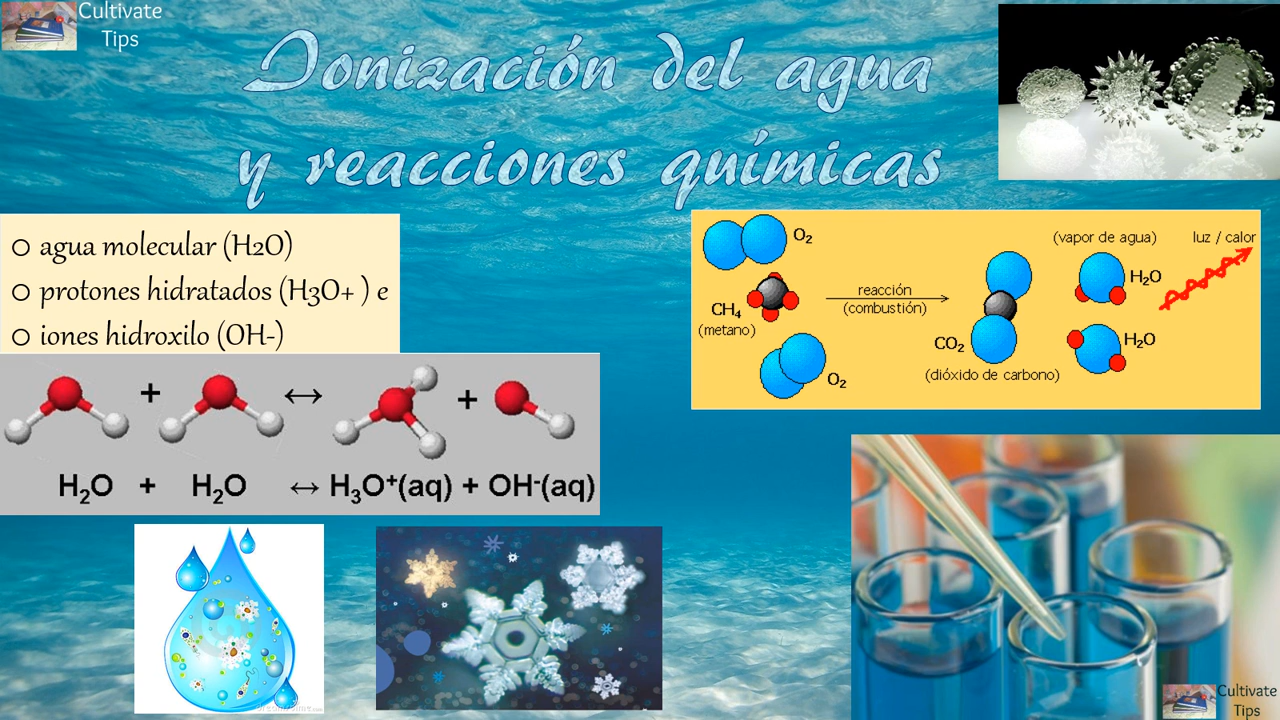 Cultivate
Tips
Ionización del agua
y reacciones químicas
o agua molecular (H2O)
o protones hidratados (H3O+ ) e
o iones hidroxilo (OH-)
H₂O + H₂O ↔ H₃O⁺(aq) + OH⁻(aq)
+ ↔ +
O₂
CH₄
(metano)
O₂
reacción
(combustión)
CO₂
(dióxido de carbono)
(vapor de agua)
H₂O
H₂O
luz / calor
Cultivate
Tips